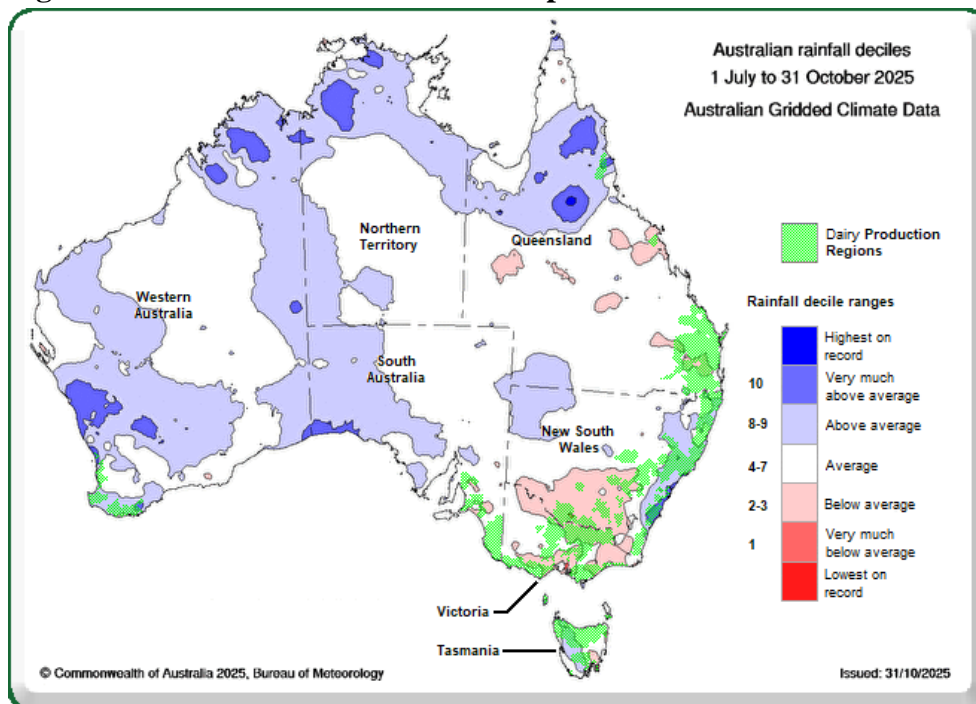 Australian rainfall deciles
1 July to 31 October 2025
Australian Gridded Climate Data
Northern
Territory
Queensland
Dairy Production
Regions
Western
Australia
Rainfall decile ranges
South
Australia
Highest on
record
10
Very much
above average
8-9
Above average
New South
Wales
4-7
Average
2-3
Below average
1
Very much
below average
Lowest on
record
Victoria
Tasmania
© Commonwealth of Australia 2025, Bureau of Meteorology
Issued: 31/10/2025